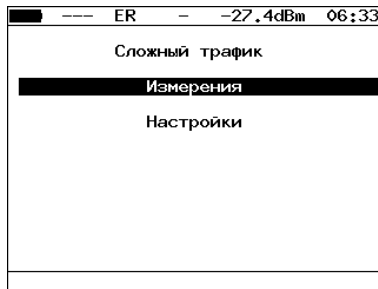 --- ER - -27.4dBm 06:33
Сложный трафик
Измерения
Настройки